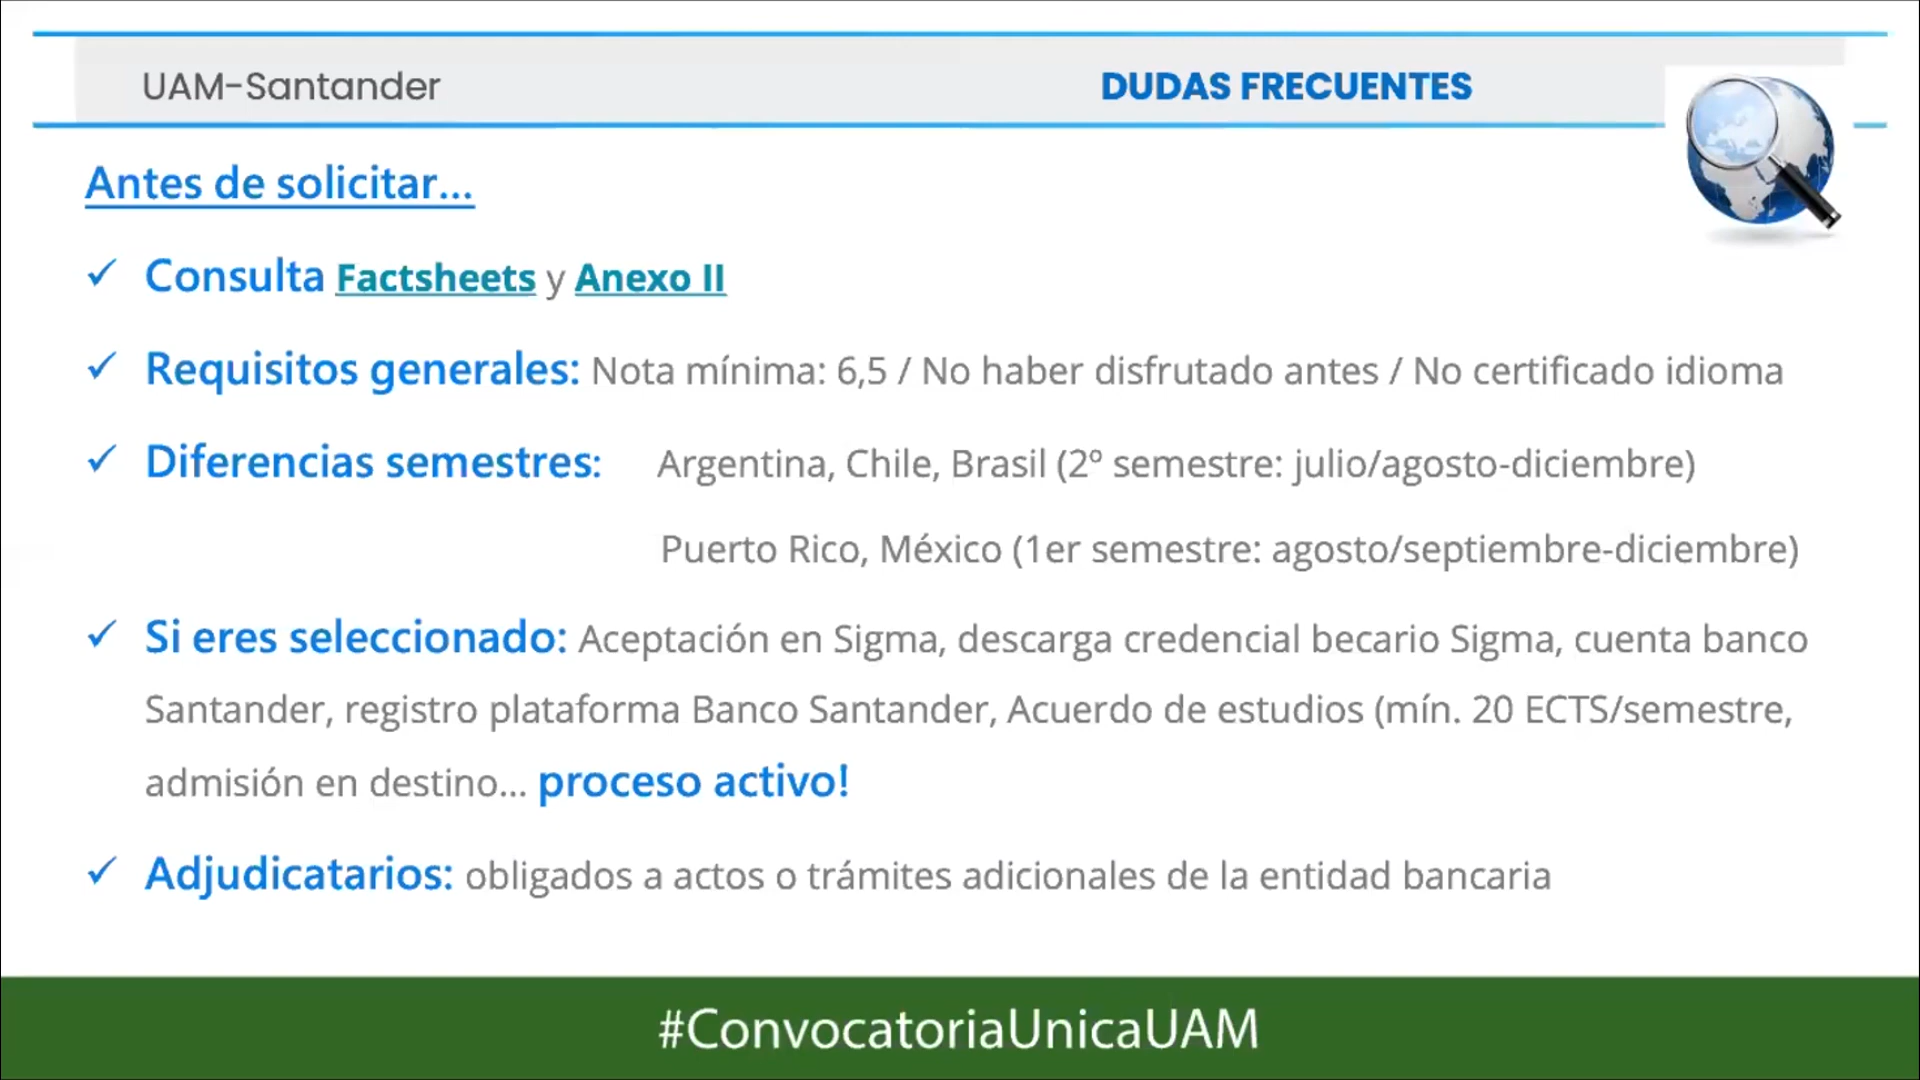 UAM-Santander
DUDAS FRECUENTES
Antes de solicitar...
✓ Consulta Factsheets y Anexo II
✓ Requisitos generales: Nota mínima: 6,5 / No haber disfrutado antes / No certificado idioma
✓ Diferencias semestres: Argentina, Chile, Brasil (2º semestre: julio/agosto-diciembre)
Puerto Rico, México (1er semestre: agosto/septiembre-diciembre)
✓ Si eres seleccionado: Aceptación en Sigma, descarga credencial becario Sigma, cuenta banco
Santander, registro plataforma Banco Santander, Acuerdo de estudios (mín. 20 ECTS/semestre,
admisión en destino... proceso activo!
✓ Adjudicatarios: obligados a actos o trámites adicionales de la entidad bancaria
#ConvocatoriaUnicaUAM